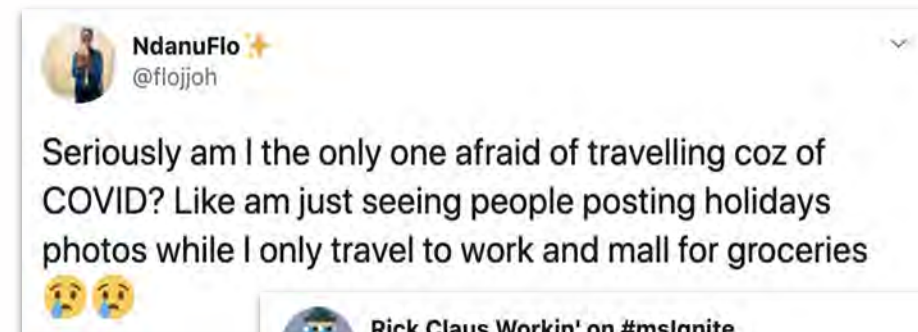 NdanuFlo✨
@flojjoh
Seriously am I the only one afraid of travelling coz of
COVID? Like am just seeing people posting holidays
photos while I only travel to work and mall for groceries
😢😢
Rick Claus Workin' on #msIgnite